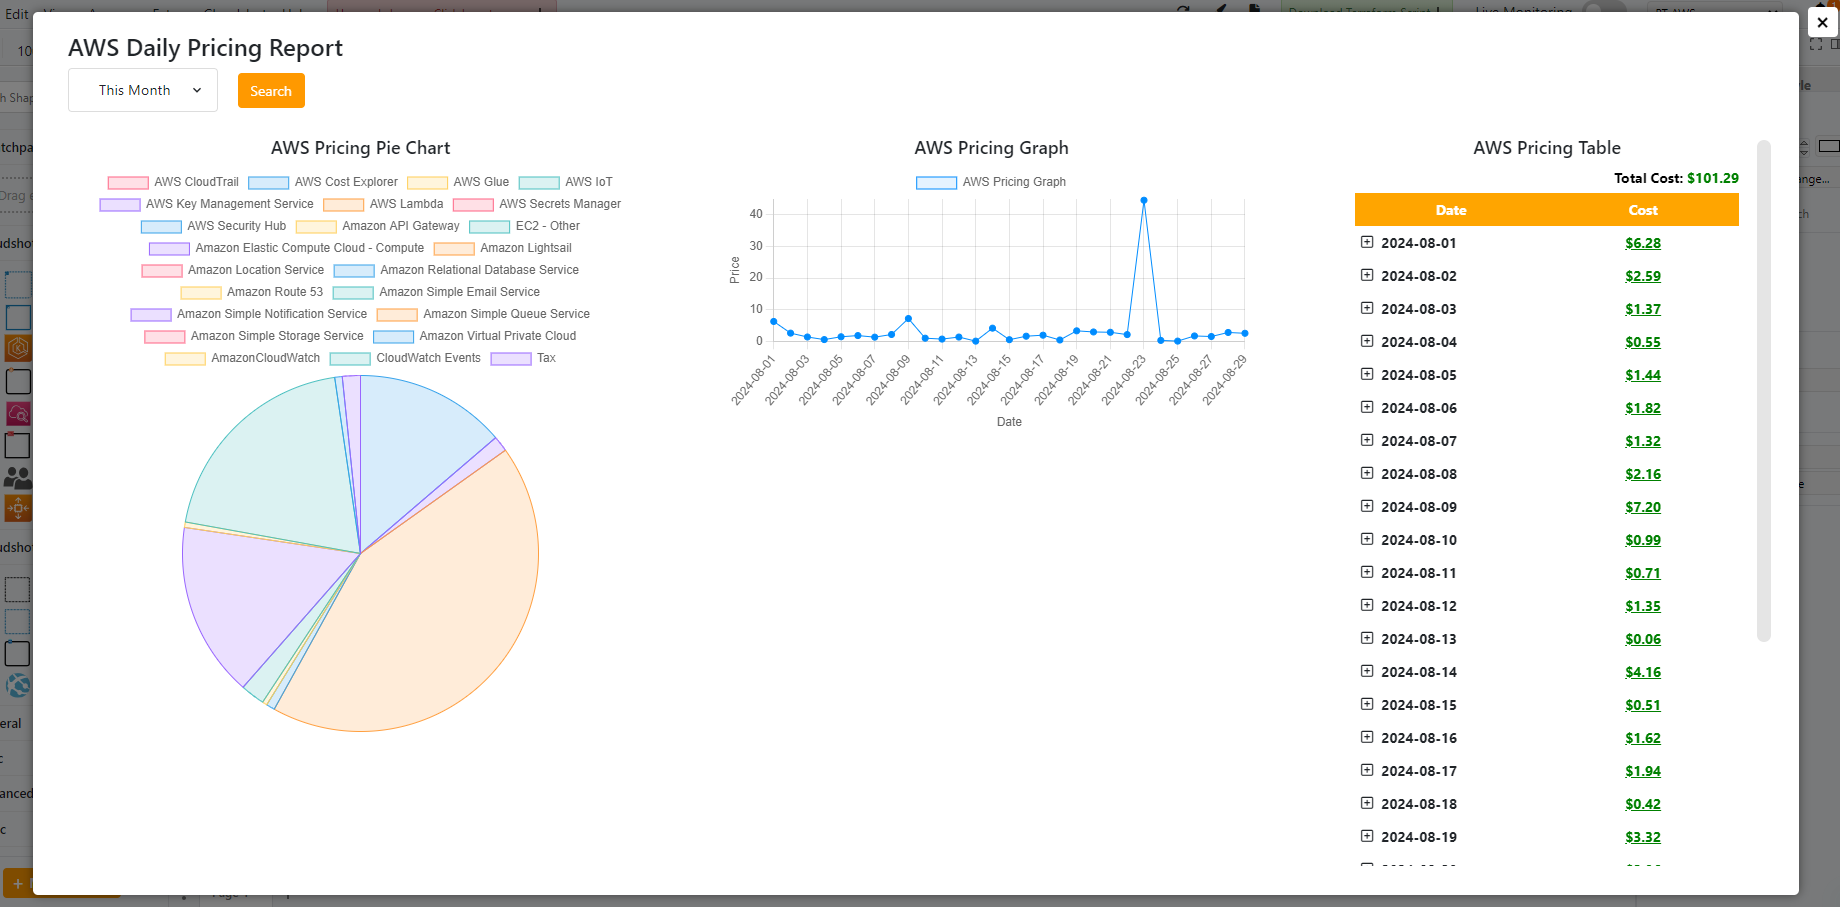 Edit
AWS Daily Pricing Report
This Month
Search
AWS Pricing Pie Chart
AWS CloudTrail AWS Cost Explorer AWS Glue AWS IoT
AWS Key Management Service AWS Lambda AWS Secrets Manager
AWS Security Hub Amazon API Gateway EC2 - Other
Amazon Elastic Compute Cloud - Compute Amazon Lightsail
Amazon Location Service Amazon Relational Database Service
Amazon Route 53 Amazon Simple Email Service
Amazon Simple Notification Service Amazon Simple Queue Service
Amazon Simple Storage Service Amazon Virtual Private Cloud
AmazonCloudWatch CloudWatch Events Tax
AWS Pricing Graph
AWS Pricing Graph
Price
40
30
20
10
0
2024-08-01 2024-08-03 2024-08-05 2024-08-07 2024-08-09 2024-08-11 2024-08-13 2024-08-15 2024-08-17 2024-08-19 2024-08-21 2024-08-23 2024-08-25 2024-08-27 2024-08-29
Date
AWS Pricing Table
Total Cost: $101.29
Date Cost
2024-08-01 $6.28
2024-08-02 $2.59
2024-08-03 $1.37
2024-08-04 $0.55
2024-08-05 $1.44
2024-08-06 $1.82
2024-08-07 $1.32
2024-08-08 $2.16
2024-08-09 $7.20
2024-08-10 $0.99
2024-08-11 $0.71
2024-08-12 $1.35
2024-08-13 $0.06
2024-08-14 $4.16
2024-08-15 $0.51
2024-08-16 $1.62
2024-08-17 $1.94
2024-08-18 $0.42
2024-08-19 $3.32